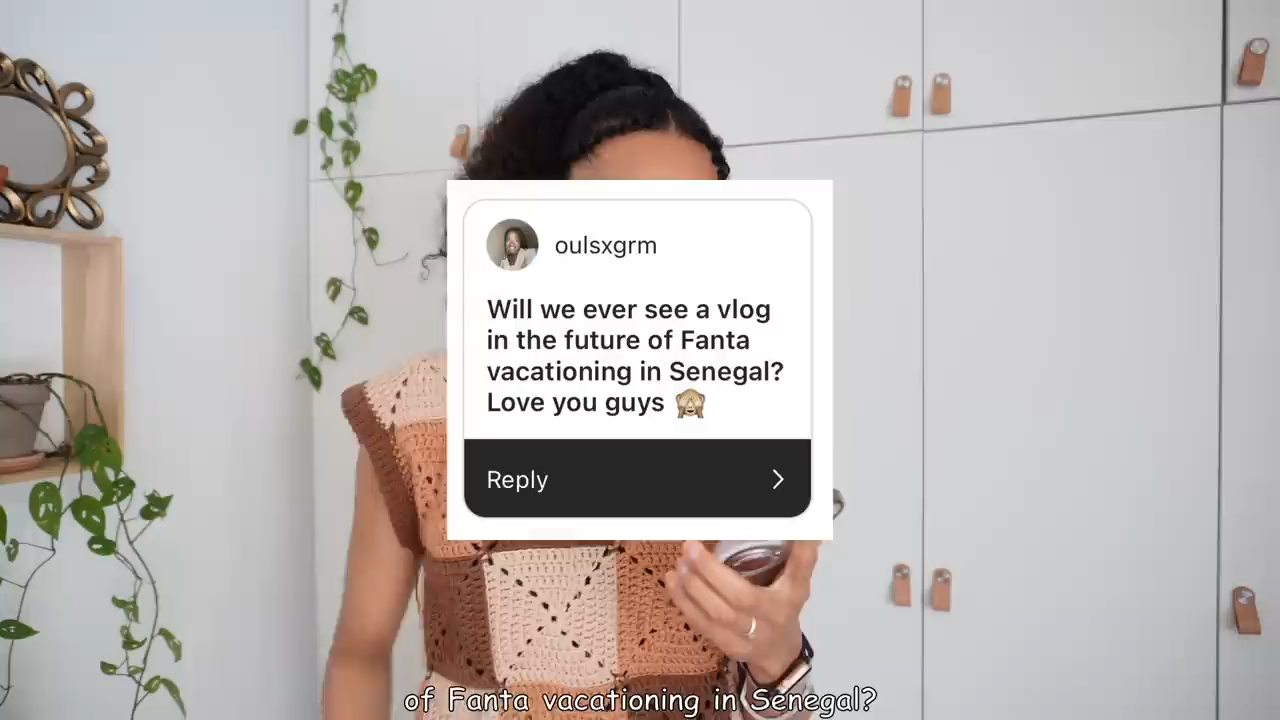 oulsxgrm
Will we ever see a vlog
in the future of Fanta
vacationing in Senegal?
Love you guys 🙈
Reply
of Fanta vacationing in Senegal?